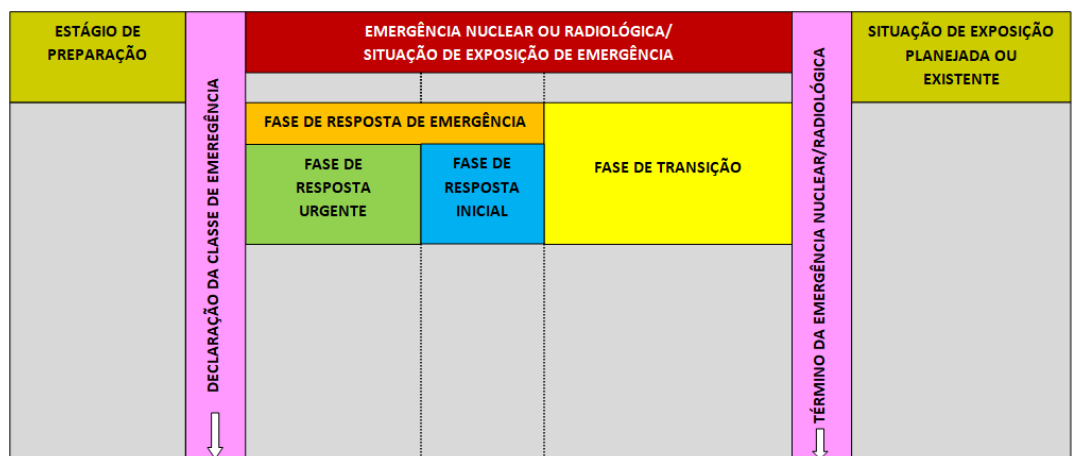 ESTÁGIO DE
PREPARAÇÃO
DECLARAÇÃO DA CLASSE DE EMEREGÊNCIA
EMERGÊNCIA NUCLEAR OU RADIOLÓGICA/
SITUAÇÃO DE EXPOSIÇÃO DE EMERGÊNCIA
FASE DE RESPOSTA DE EMERGÊNCIA
FASE DE
RESPOSTA
URGENTE
FASE DE
RESPOSTA
INICIAL
FASE DE TRANSIÇÃO
TÉRMINO DA EMERGÊNCIA NUCLEAR/RADIOLÓGICA
SITUAÇÃO DE EXPOSIÇÃO
PLANEJADA OU
EXISTENTE